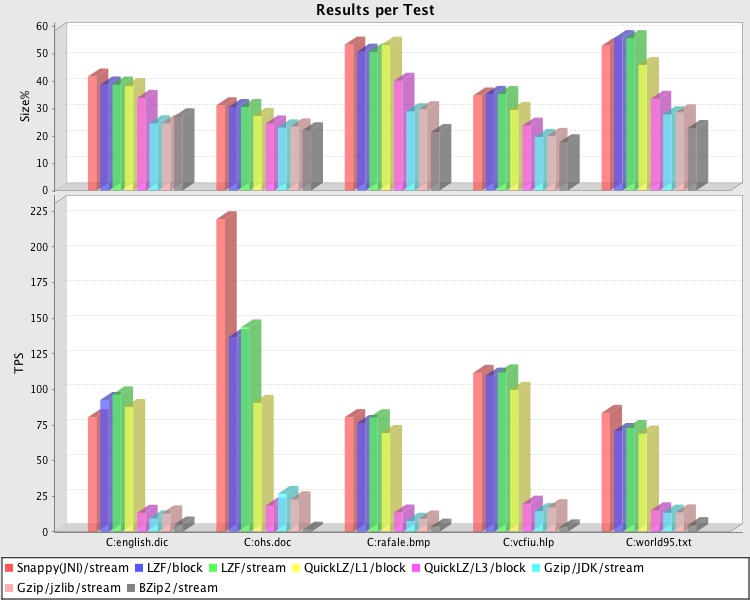 Results per Test
Size%
60
50
40
30
20
10
0
TPS
225
200
175
150
125
100
75
50
25
0
C:english.dic C:ohs.doc C:rafale.bmp C:vcfiu.hlp C:world95.txt
Snappy(JNI)/stream LZF/block LZF/stream QuickLZ/L1/block QuickLZ/L3/block Gzip/JDK/stream
Gzip/jzlib/stream BZip2/stream